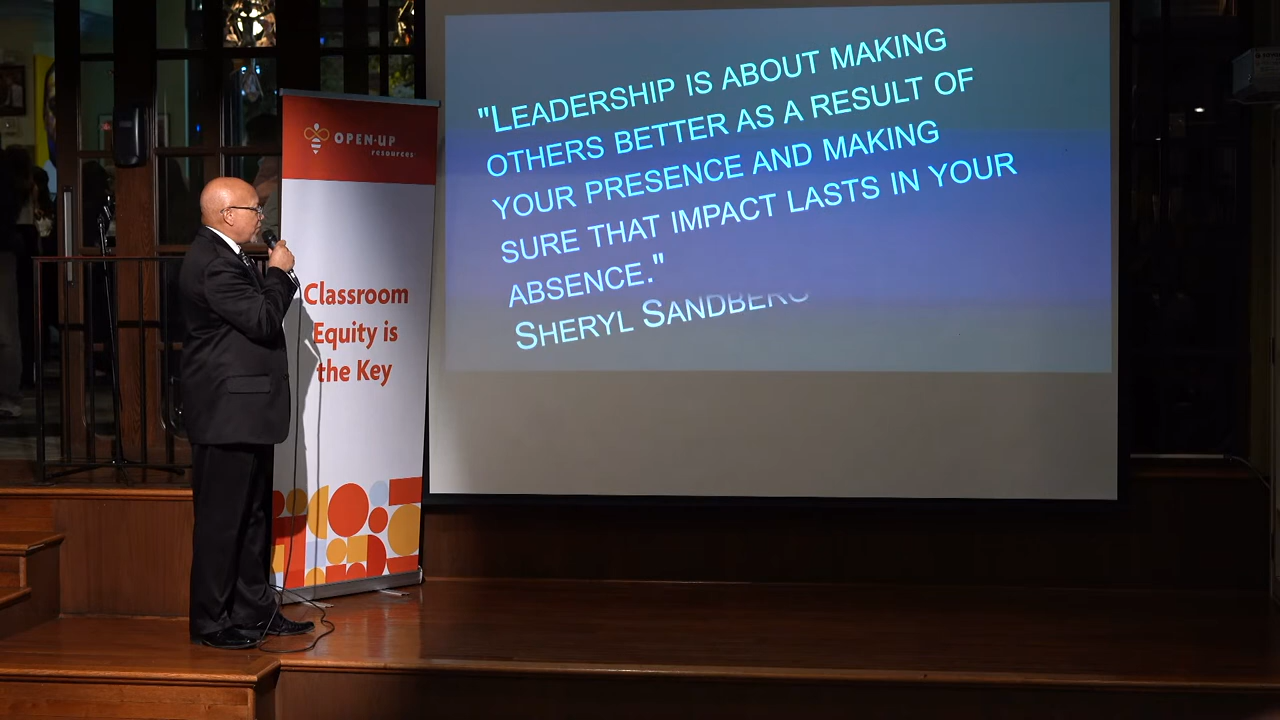 OPEN-UP
resources
Classroom
Equity is
the Key
"LEADERSHIP IS ABOUT MAKING
OTHERS BETTER AS A RESULT OF
YOUR PRESENCE AND MAKING
SURE THAT IMPACT LASTS IN YOUR
ABSENCE."
SHERYL SANDBERG